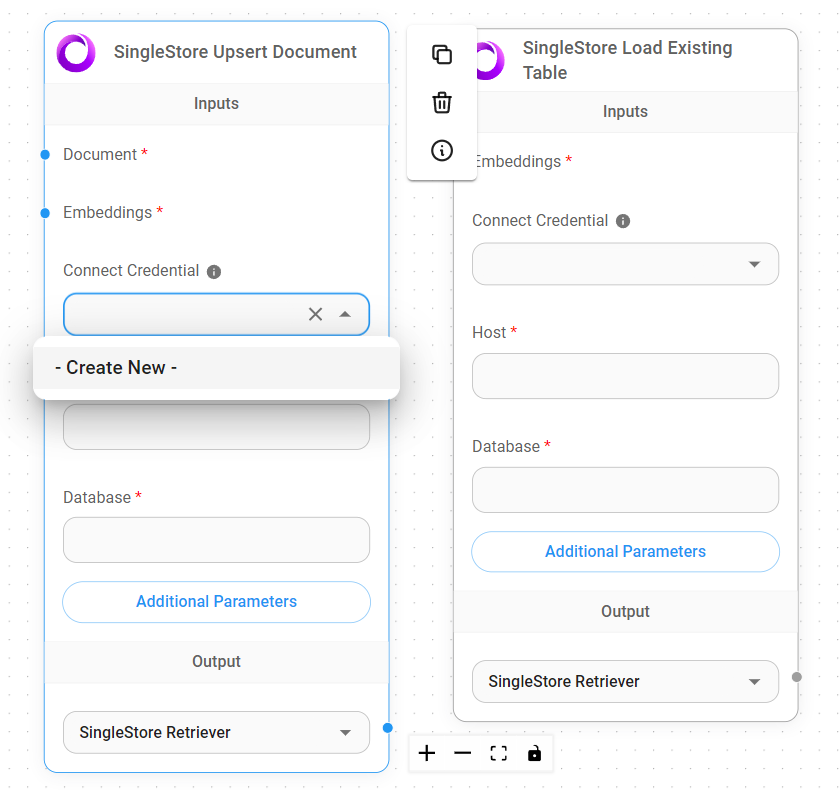 SingleStore Upsert Document
Inputs
Document *
Embeddings *
Connect Credential
- Create New -
Database *
Additional Parameters
Output
SingleStore Retriever
SingleStore Load Existing
Table
Inputs
Embeddings *
Connect Credential
Host *
Database *
Additional Parameters
Output
SingleStore Retriever